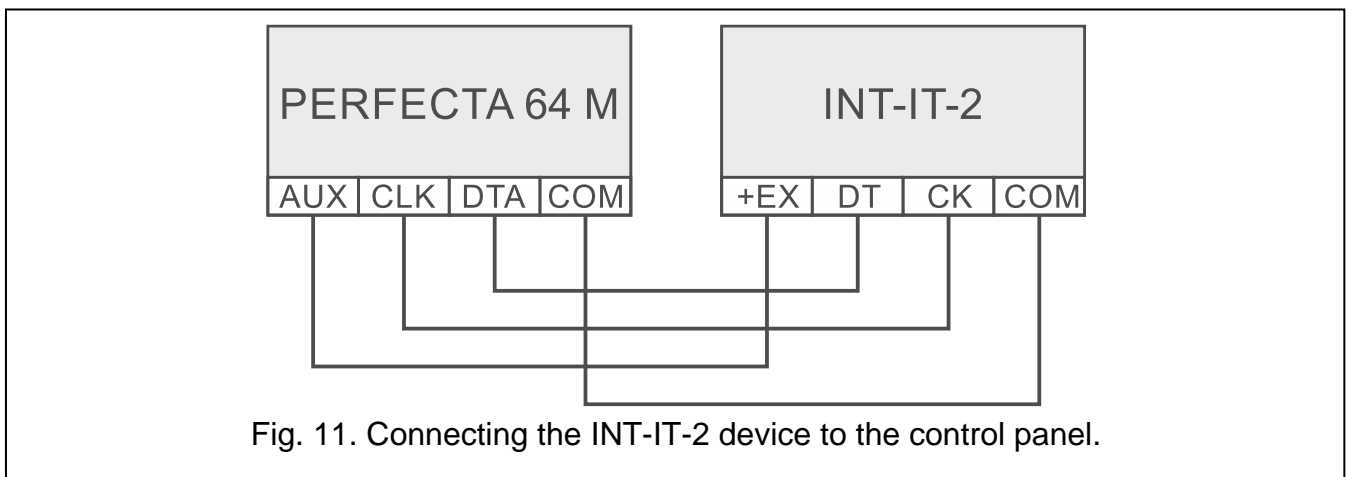 PERFECTA 64 M
INT-IT-2
AUX CLK DTA COM
+EX DT CK COM
Fig. 11. Connecting the INT-IT-2 device to the control panel.